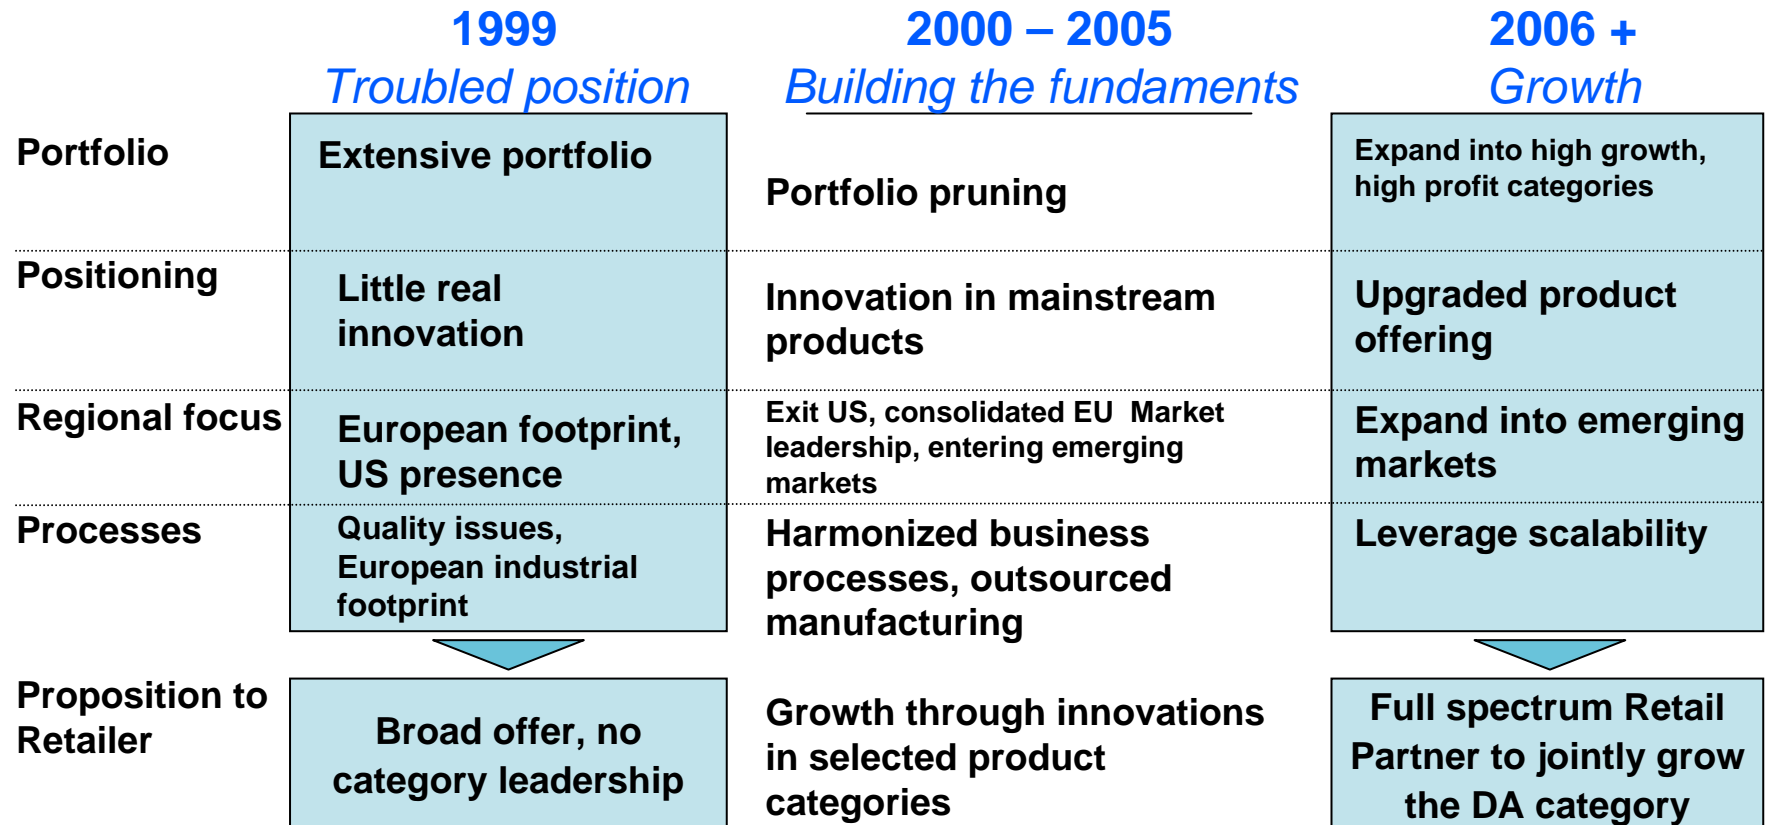 1999
Troubled position
2000 – 2005
Building the fundaments
2006 +
Growth
Portfolio
Extensive portfolio
Portfolio pruning
Expand into high growth,
high profit categories
Positioning
Little real
innovation
Innovation in mainstream
products
Upgraded product
offering
Regional focus
European footprint,
US presence
Exit US, consolidated EU Market
leadership, entering emerging
markets
Expand into emerging
markets
Processes
Quality issues,
European industrial
footprint
Harmonized business
processes, outsourced
manufacturing
Leverage scalability
Proposition to
Retailer
Broad offer, no
category leadership
Growth through innovations
in selected product
categories
Full spectrum Retail
Partner to jointly grow
the DA category